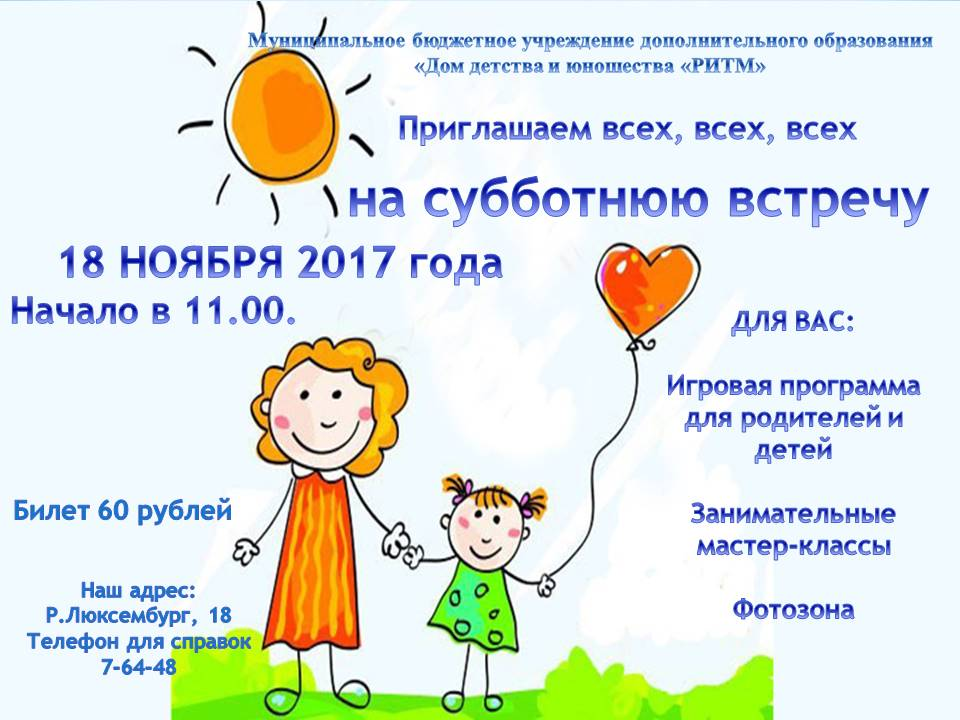 Муниципальное бюджетное учреждение дополнительного образования
«Дом детства и юношества «РИТМ»
Приглашаем всех, всех, всех
на субботнюю встречу
18 НОЯБРЯ 2017 года
Начало в 11.00.
ДЛЯ ВАС:
Игровая программа
для родителей и
детей
Занимательные
мастер-классы
Фотозона
Билет 60 рублей
Наш адрес:
Р.Люксембург, 18
Телефон для справок
7-64-48